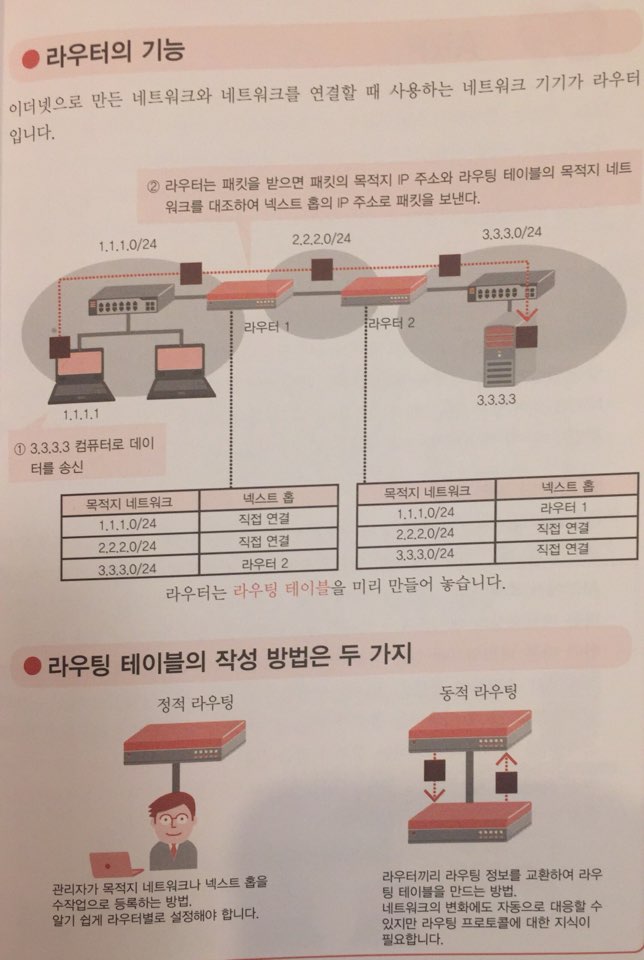 ● 라우터의 기능
이더넷으로 만든 네트워크와 네트워크를 연결할 때 사용하는 네트워크 기기가 라우터
입니다.
② 라우터는 패킷을 받으면 패킷의 목적지 IP 주소와 라우팅 테이블의 목적지 네트
워크를 대조하여 넥스트 홉의 IP 주소로 패킷을 보낸다.
1.1.1.0/24
2.2.2.0/24
3.3.3.0/24
라우터 1
라우터 2
1.1.1.1
3.3.3.3
① 3.3.3.3 컴퓨터로 데이
터를 송신
목적지 네트워크 넥스트 홉
1.1.1.0/24 직접 연결
2.2.2.0/24 직접 연결
3.3.3.0/24 라우터 2
목적지 네트워크 넥스트 홉
1.1.1.0/24 라우터 1
2.2.2.0/24 직접 연결
3.3.3.0/24 직접 연결
라우터는 라우팅 테이블을 미리 만들어 놓습니다.
● 라우팅 테이블의 작성 방법은 두 가지
정적 라우팅
관리자가 목적지 네트워크나 넥스트 홉을
수작업으로 등록하는 방법.
알기 쉽게 라우터별로 설정해야 합니다.
동적 라우팅
라우터끼리 라우팅 정보를 교환하여 라우
팅 테이블을 만드는 방법.
네트워크의 변화에도 자동으로 대응할 수
있지만 라우팅 프로토콜에 대한 지식이
필요합니다.